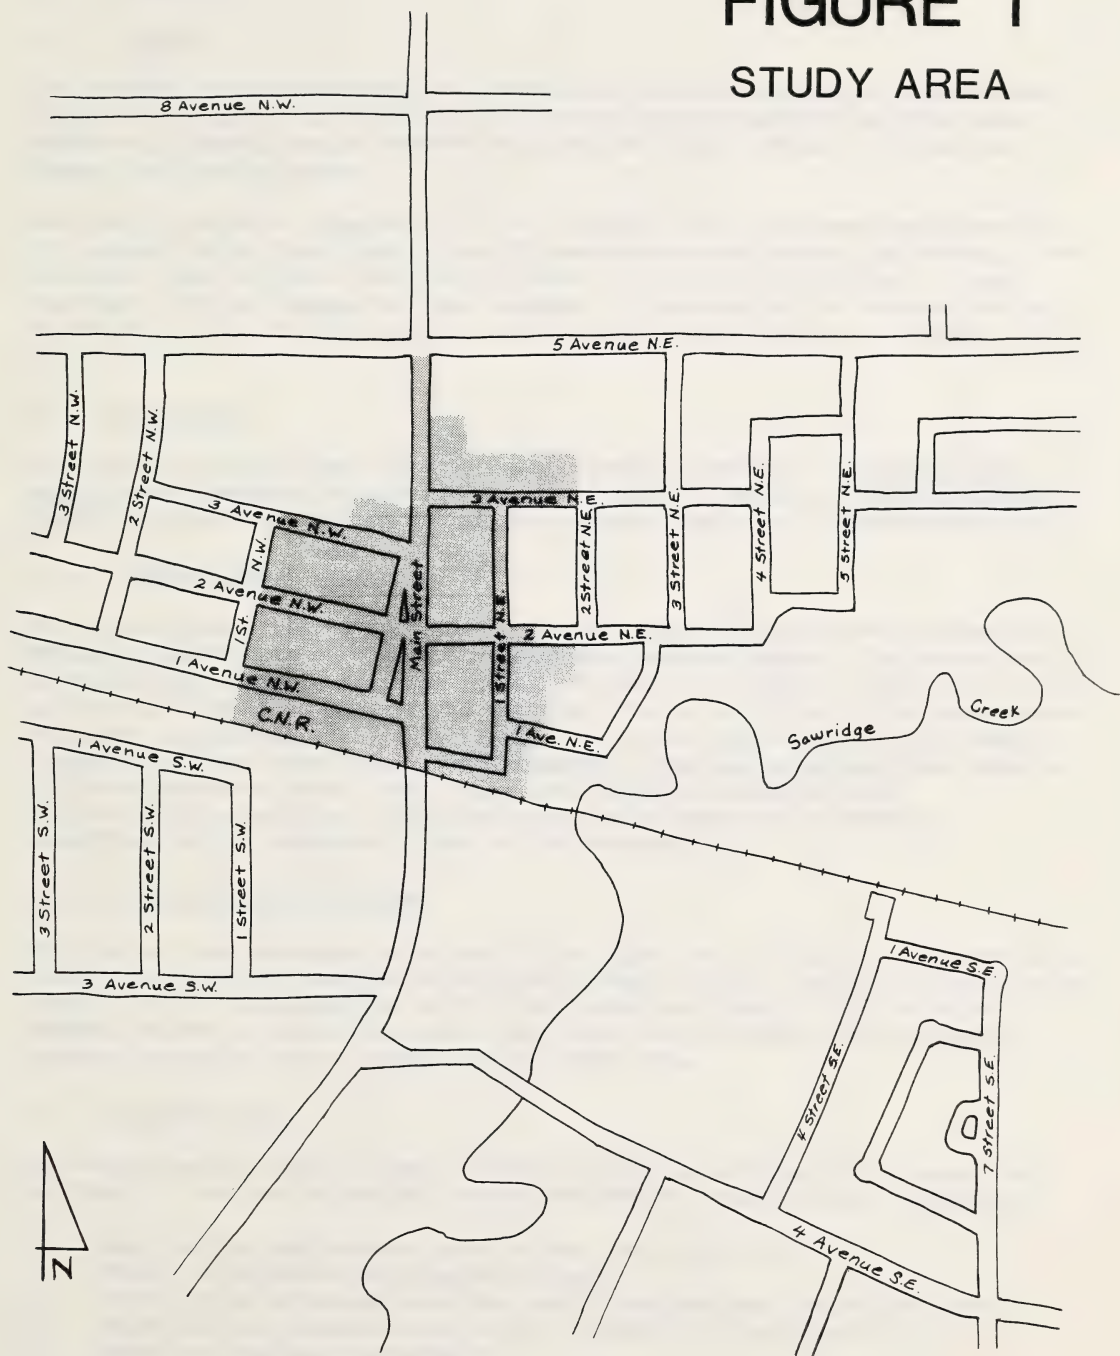 FIGURE 1
STUDY AREA
8 Avenue N.W.
5 Avenue N.E.
3 Street N.W.
2 Street N.W.
3 Avenue N.W.
N.W.
1 St.
2 Avenue N.W.
1 Avenue N.W.
C.N.R.
Main Street
3 Avenue N.E.
1 Street N.E.
2 Street N.E.
3 Street N.E.
4 Street N.E.
5 Street N.E.
2 Avenue N.E.
1 Ave. N.E.
Sawridge Creek
1 Avenue S.W.
3 Street S.W.
2 Street S.W.
1 Street S.W.
3 Avenue S.W.
1 Avenue S.E.
4 Street S.E.
7 Street S.E.
4 Avenue S.E.
N